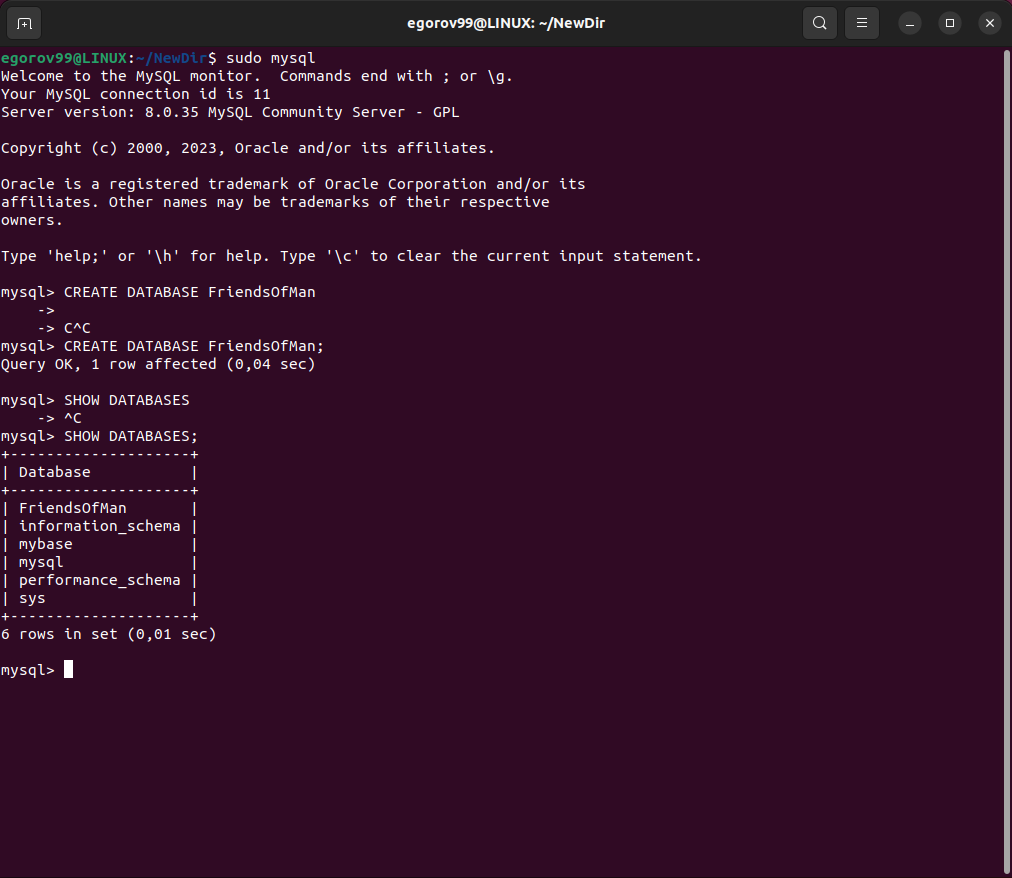 egorov99@LINUX: ~/NewDir
egorov99@LINUX:~/NewDir$ sudo mysql
Welcome to the MySQL monitor.  Commands end with ; or \g.
Your MySQL connection id is 11
Server version: 8.0.35 MySQL Community Server - GPL

Copyright (c) 2000, 2023, Oracle and/or its affiliates.

Oracle is a registered trademark of Oracle Corporation and/or its
affiliates. Other names may be trademarks of their respective
owners.

Type 'help;' or '\h' for help. Type '\c' to clear the current input statement.

mysql> CREATE DATABASE FriendsOfMan
    ->
    -> C^C
mysql> CREATE DATABASE FriendsOfMan;
Query OK, 1 row affected (0,04 sec)

mysql> SHOW DATABASES
    -> ^C
mysql> SHOW DATABASES;
+--------------------+
| Database           |
+--------------------+
| FriendsOfMan       |
| information_schema |
| mybase             |
| mysql              |
| performance_schema |
| sys                |
+--------------------+
6 rows in set (0,01 sec)

mysql>